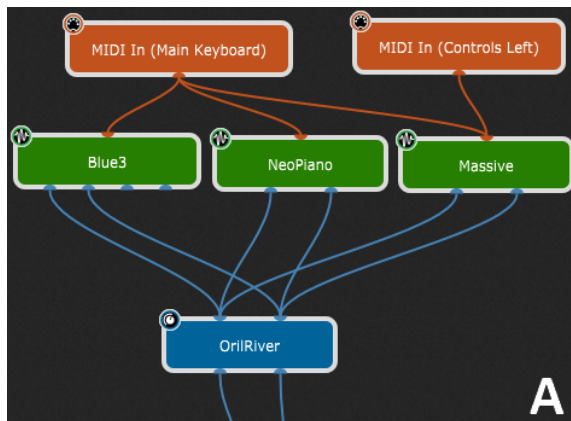 MIDI In (Main Keyboard)
MIDI In (Controls Left)
Blue3
NeoPiano
Massive
OrilRiver
A